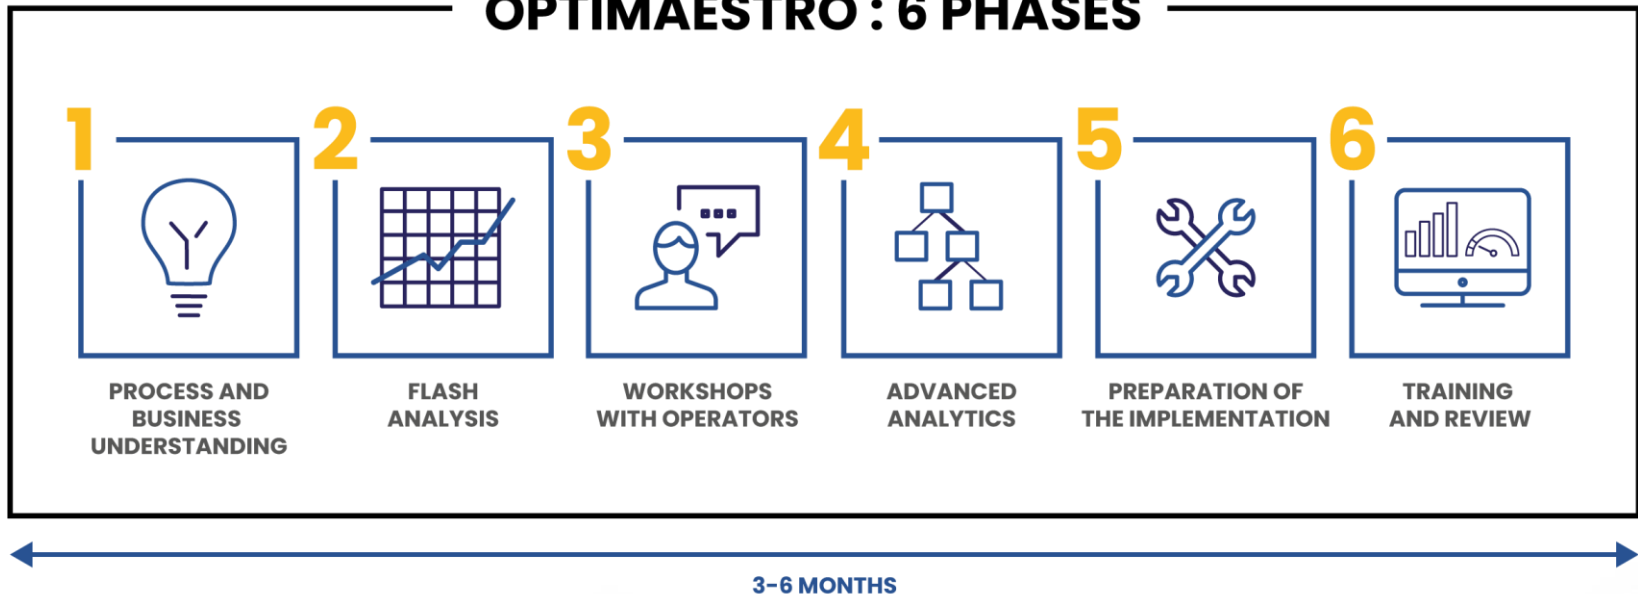 OPTIMAESTRO : 6 PHASES
1
2
3
4
5
6
PROCESS AND
BUSINESS
UNDERSTANDING
FLASH
ANALYSIS
WORKSHOPS
WITH OPERATORS
ADVANCED
ANALYTICS
PREPARATION OF
THE IMPLEMENTATION
TRAINING
AND REVIEW
3-6 MONTHS